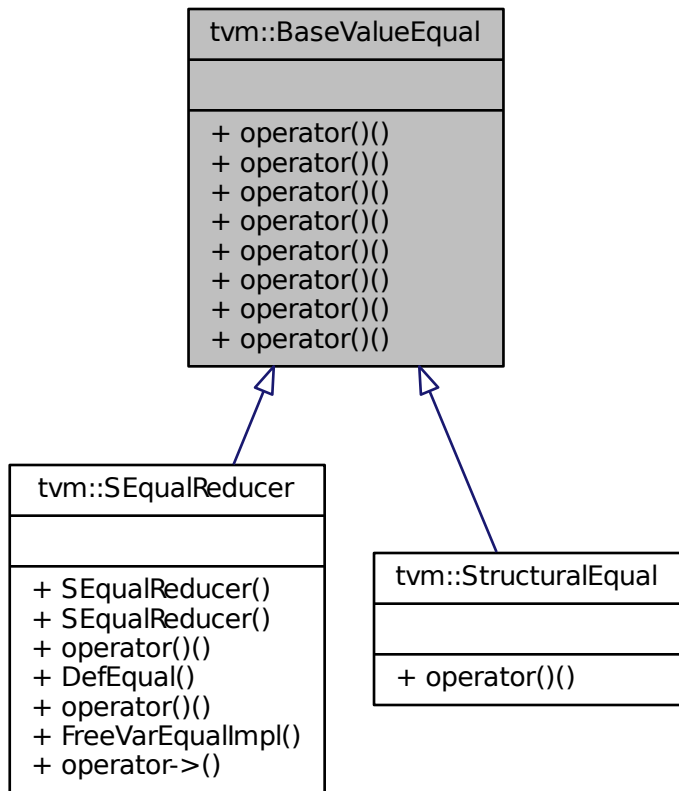 tvm::BaseValueEqual
+ operator()()
+ operator()()
+ operator()()
+ operator()()
+ operator()()
+ operator()()
+ operator()()
+ operator()()
tvm::SEqualReducer
+ SEqualReducer()
+ SEqualReducer()
+ operator()()
+ DefEqual()
+ operator()()
+ FreeVarEqualImpl()
+ operator->()
tvm::StructuralEqual
+ operator()()